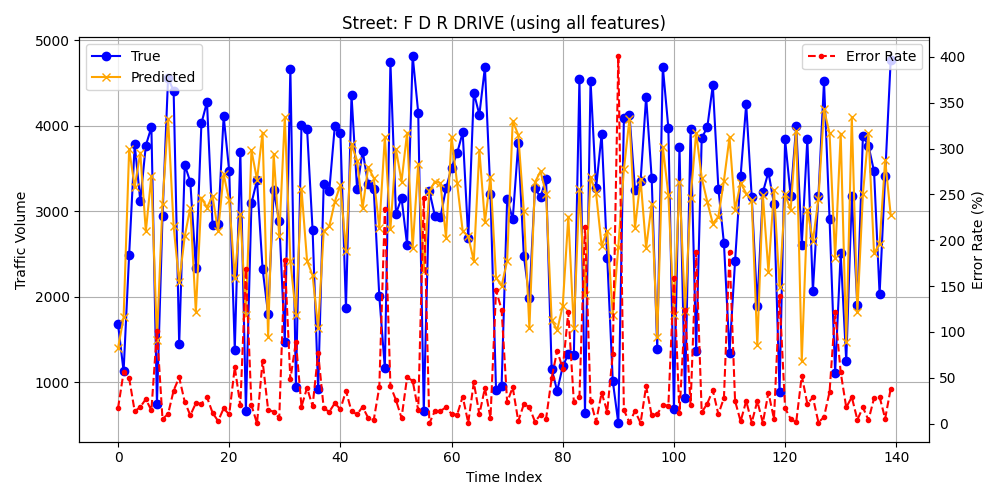 Street: F D R DRIVE (using all features)
True
Predicted
Error Rate
5000
4000
3000
2000
1000
Traffic Volume
400
350
300
250
200
150
100
50
0
Error Rate (%)
0 20 40 60 80 100 120 140
Time Index